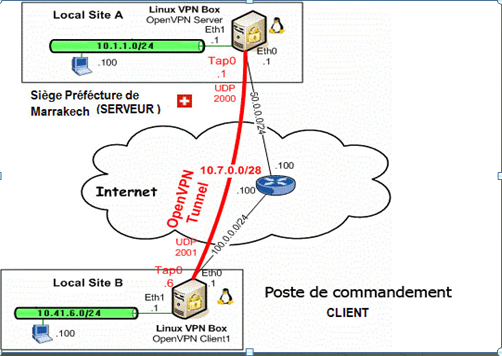 Local Site A
Linux VPN Box
OpenVPN Server
Eth1
.1
Eth0
.1
10.1.1.0/24
.100
Tap0
.1
UDP
2000
Siège Préfécture de
Marrakech (SERVEUR )
50.0.0.0/24
10.7.0.0/28
.100
.100
Internet
OpenVPN
Tunnel
100.0.0.0/24
UDP
2001
Tap0
.6
Eth0
.1
Local Site B
Eth1
.1
10.41.6.0/24
.100
Linux VPN Box
OpenVPN Client1
Poste de commandement
CLIENT